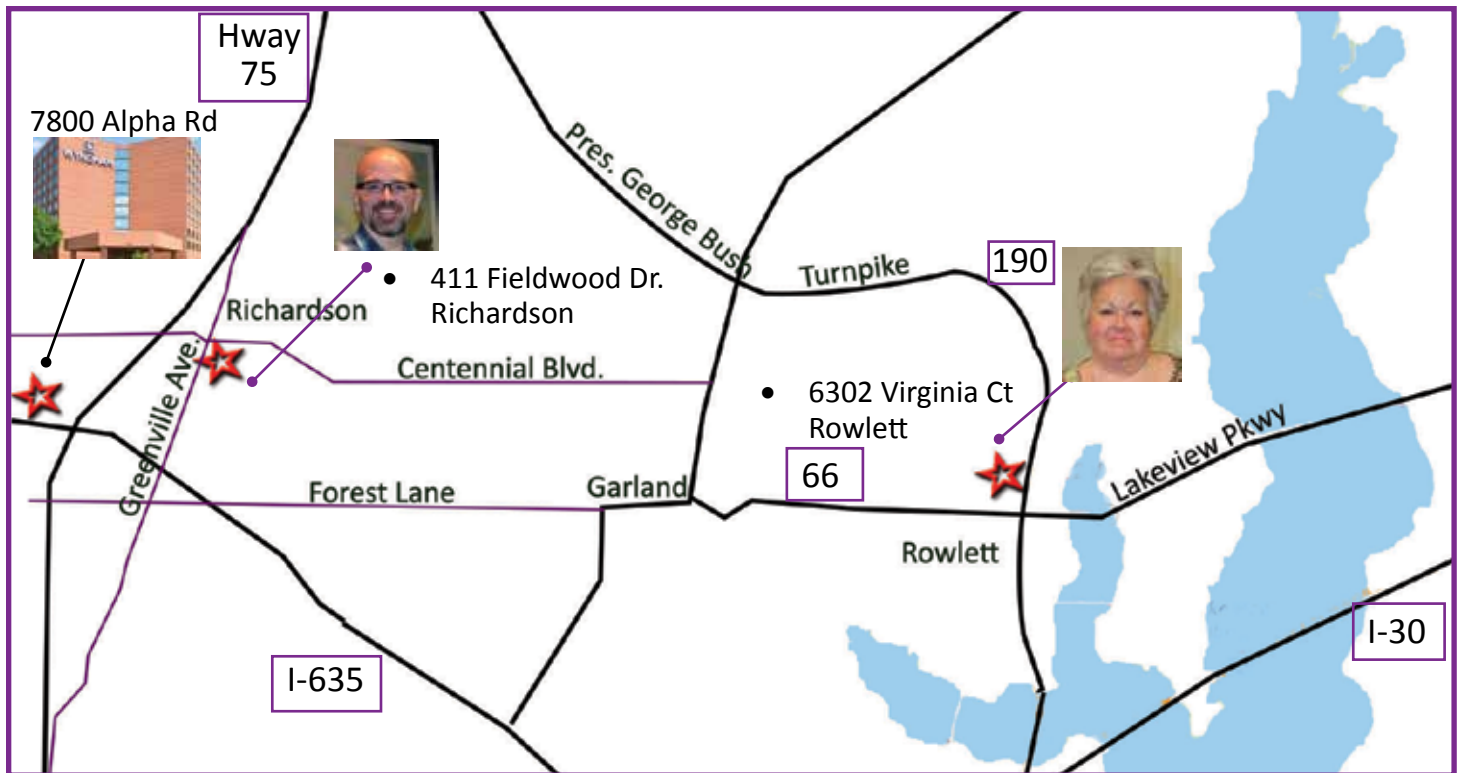 Hway
75
7800 Alpha Rd
WYNDHAM
Pres. George Bush
Turnpike
190
• 411 Fieldwood Dr.
Richardson
Richardson
Greenville Ave.
Centennial Blvd.
• 6302 Virginia Ct
Rowlett
66
Lakeview Pkwy
Forest Lane
Garland
Rowlett
I-635
I-30